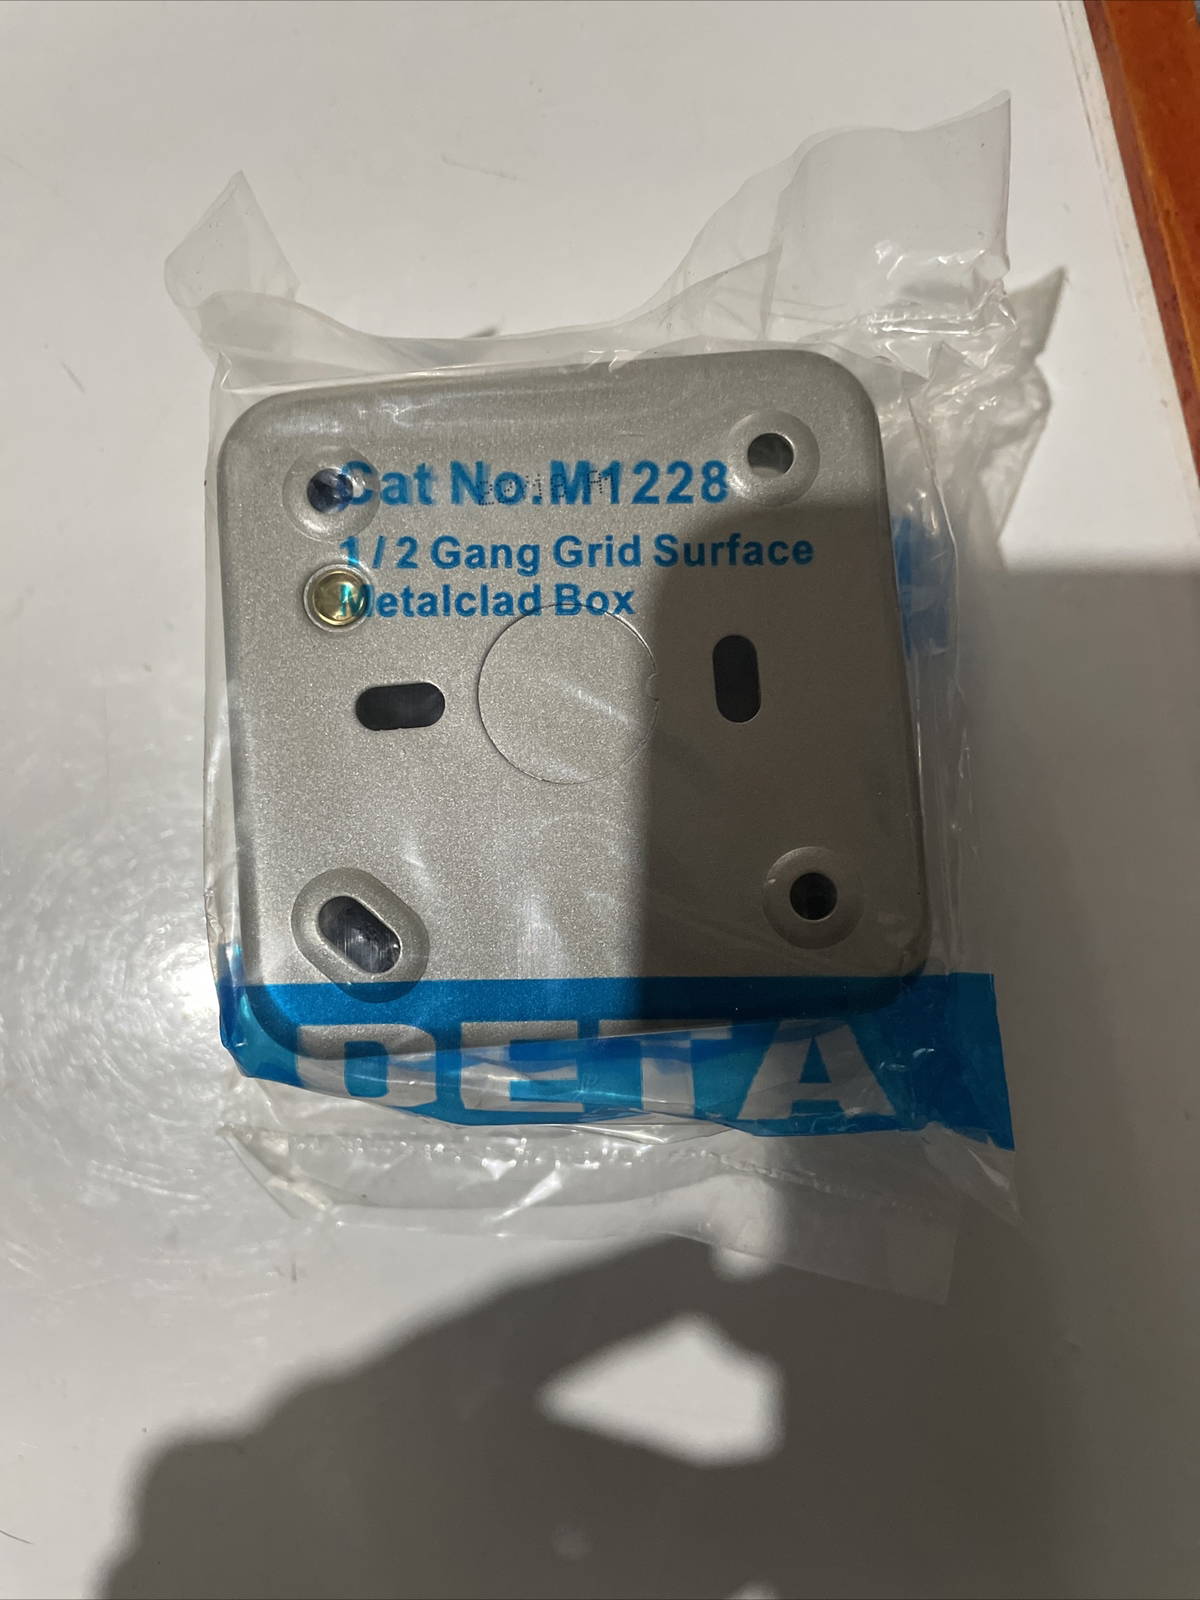 Cat No.M1228
1 / 2 Gang Grid Surface
Metalclad Box
DETA